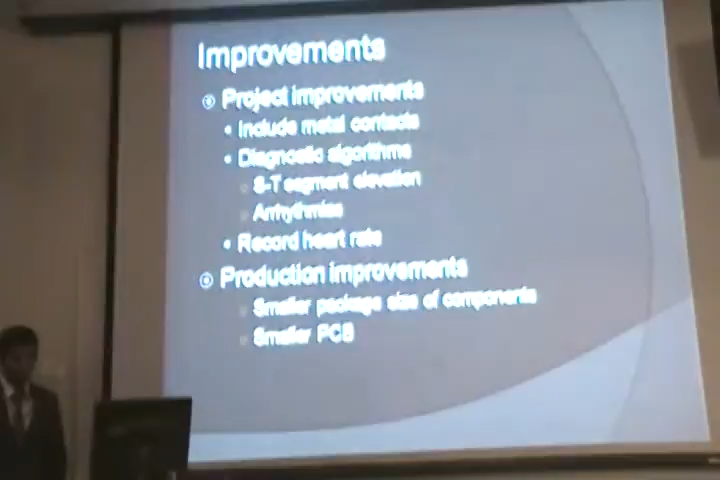 Improvements
Project improvements
Include metal contacts
Diagnostic algorithms
S-T segment elevation
Arrhythmias
Record heart rate
Production improvements
Smaller package size of components
Smaller PCB